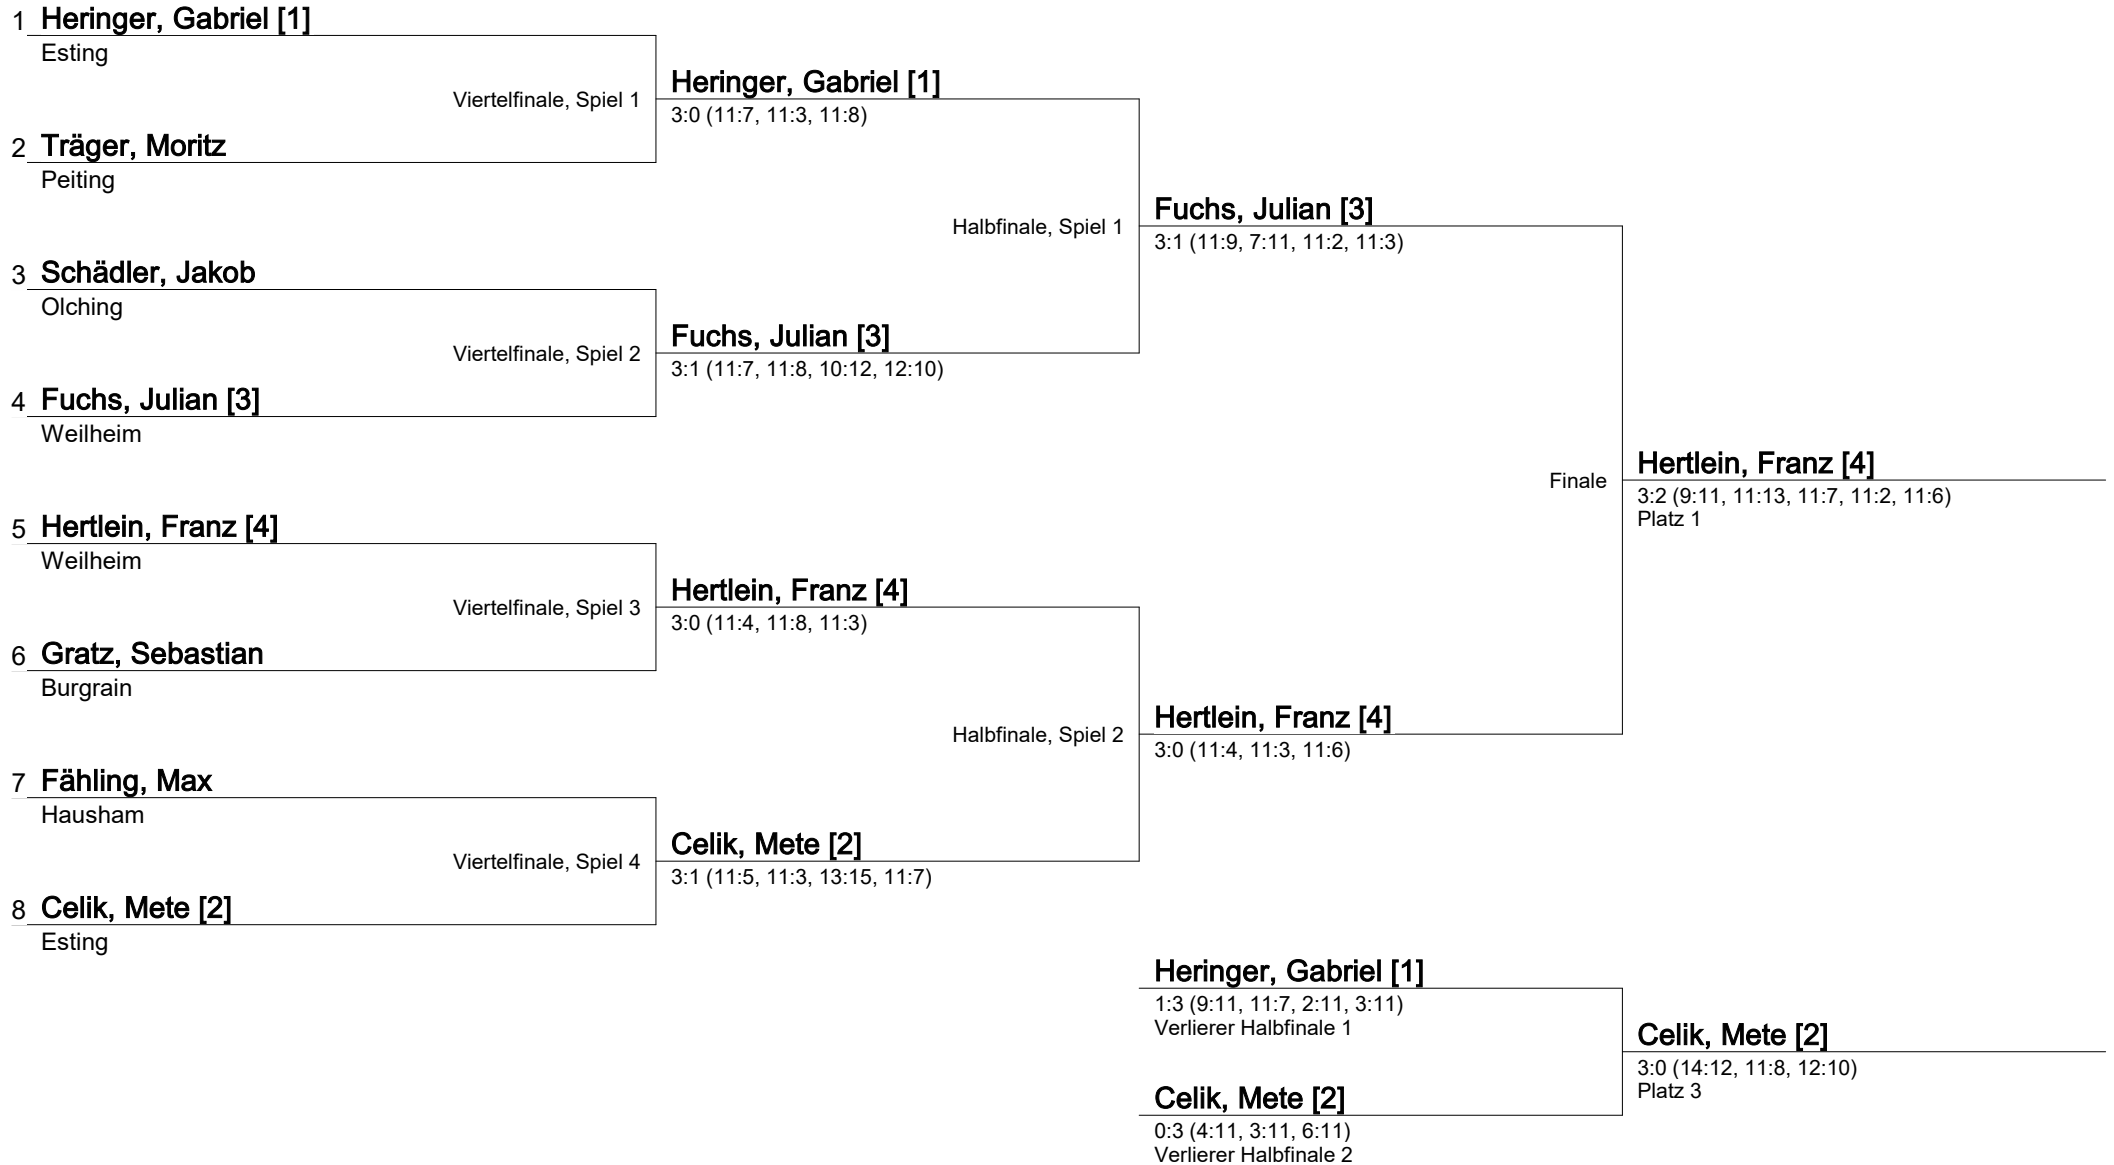 1 Heringer, Gabriel [1]
Esting
Viertelfinale, Spiel 1
Heringer, Gabriel [1]
3:0 (11:7, 11:3, 11:8)
2 Träger, Moritz
Peiting
Halbfinale, Spiel 1
Fuchs, Julian [3]
3:1 (11:9, 7:11, 11:2, 11:3)
3 Schädler, Jakob
Olching
Viertelfinale, Spiel 2
Fuchs, Julian [3]
3:1 (11:7, 11:8, 10:12, 12:10)
4 Fuchs, Julian [3]
Weilheim
Finale
Hertlein, Franz [4]
3:2 (9:11, 11:13, 11:7, 11:2, 11:6)
Platz 1
5 Hertlein, Franz [4]
Weilheim
Viertelfinale, Spiel 3
Hertlein, Franz [4]
3:0 (11:4, 11:8, 11:3)
6 Gratz, Sebastian
Burgrain
Halbfinale, Spiel 2
Hertlein, Franz [4]
3:0 (11:4, 11:3, 11:6)
7 Fähling, Max
Hausham
Viertelfinale, Spiel 4
Celik, Mete [2]
3:1 (11:5, 11:3, 13:15, 11:7)
8 Celik, Mete [2]
Esting
Heringer, Gabriel [1]
1:3 (9:11, 11:7, 2:11, 3:11)
Verlierer Halbfinale 1
Celik, Mete [2]
3:0 (14:12, 11:8, 12:10)
Platz 3
Celik, Mete [2]
0:3 (4:11, 3:11, 6:11)
Verlierer Halbfinale 2